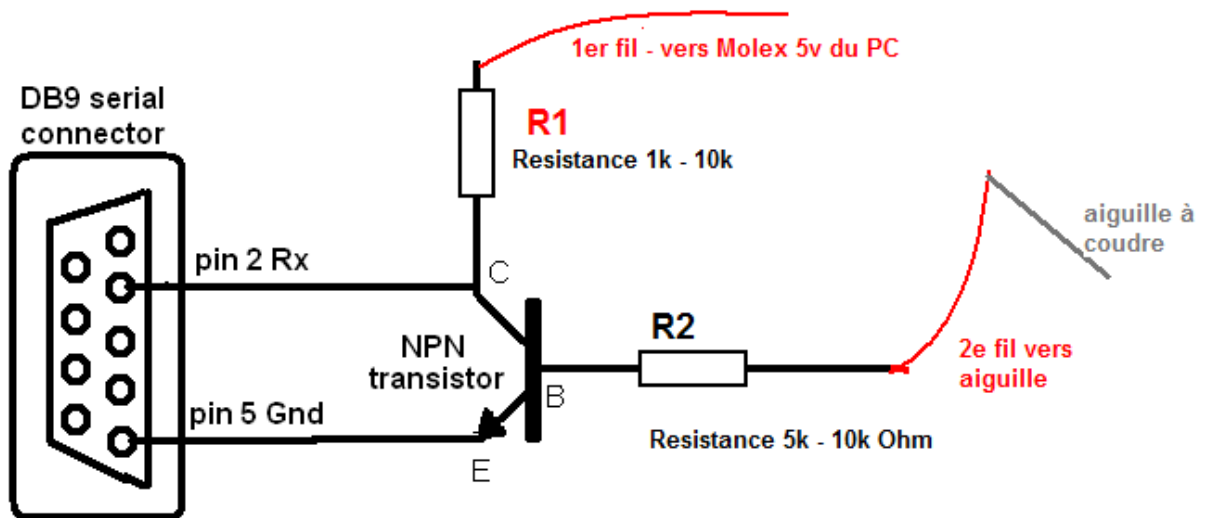 1er fil - vers Molex 5v du PC
DB9 serial
connector
R1
Resistance 1k - 10k
aiguille à
coudre
pin 2 Rx
C
R2
NPN
transistor
2e fil vers
aiguille
B
pin 5 Gnd
Resistance 5k - 10k Ohm
E